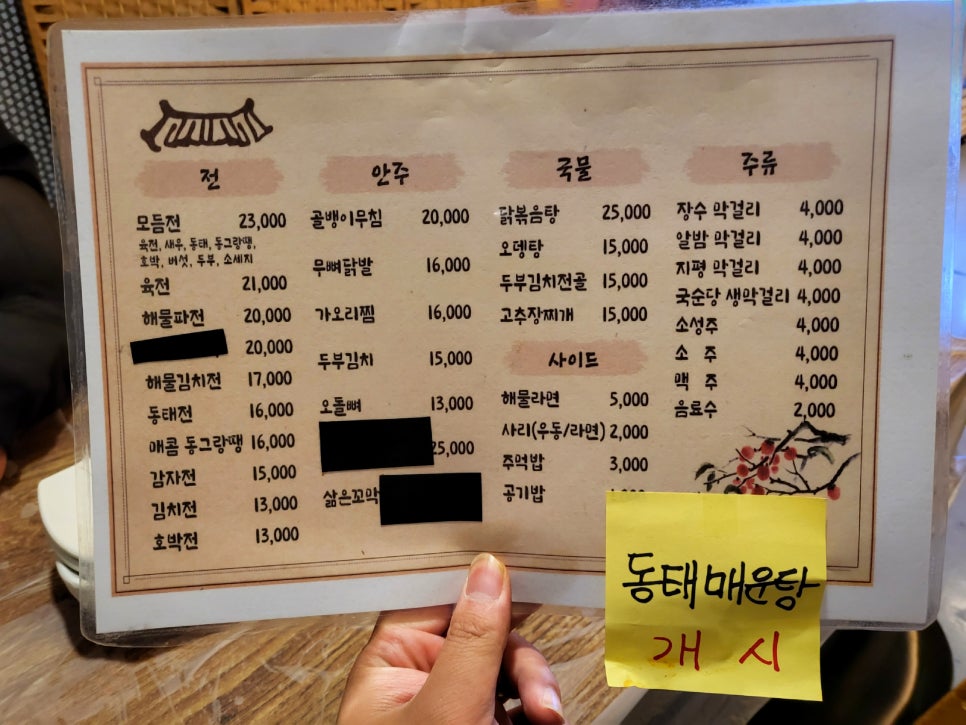 전
모듬전 23,000
육전, 새우, 동태, 동그랑땡,
호박, 버섯, 두부, 소세지
육전 21,000
해물파전 20,000
20,000
해물김치전 17,000
동태전 16,000
매콤 동그랑땡 16,000
감자전 15,000
김치전 13,000
호박전 13,000
안주
골뱅이무침 20,000
무뼈닭발 16,000
가오리찜 16,000
두부김치 15,000
오돌뼈 13,000
25,000
삶은꼬막
국물
닭볶음탕 25,000
오뎅탕 15,000
두부김치전골 15,000
고추장찌개 15,000
사이드
해물라면 5,000
사리(우동/라면) 2,000
주먹밥 3,000
공기밥
주류
장수 막걸리 4,000
알밤 막걸리 4,000
지평 막걸리 4,000
국순당 생막걸리 4,000
소성주 4,000
소 주 4,000
맥 주 4,000
음료수 2,000
동태매운탕
개 시